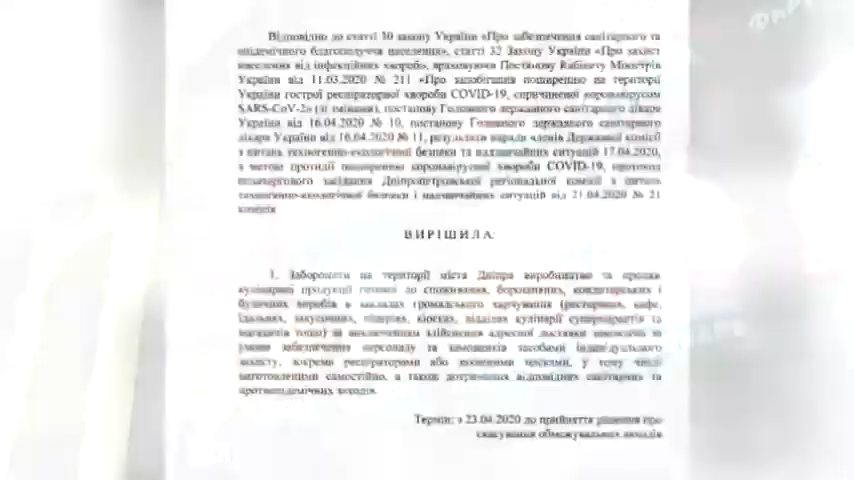 Відповідно до статті 30 закону України «Про забезпечення санітарного та
епідемічного благополуччя населення», статті 32 Закону України «Про захист
населення від інфекційних хвороб», враховуючи Постанову Кабінету Міністрів
України від 11.03.2020 № 211 «Про запобігання поширенню на території
України гострої респіраторної хвороби COVID-19, спричиненої коронавірусом
SARS-CoV-2» (зі змінами), постанову Головного державного санітарного лікаря
України від 16.04.2020 № 10, постанову Головного державного санітарного
лікаря України від 16.04.2020 № 11, результати наради членів Державної комісії
з питань техногенно-екологічної безпеки та надзвичайних ситуацій 17.04.2020,
з метою протидії поширенню коронавірусної хвороби COVID-19, протокол
позачергового засідання Дніпропетровської регіональної комісії з питань
техногенно-екологічної безпеки і надзвичайних ситуацій від 21.04.2020 № 21
комісія
ВИРІШИЛА:
1. Заборонити на території міста Дніпра виробництво та продаж
кулінарної продукції готової до споживання, борошняних, кондитерських і
булочних виробів в закладах громадського харчування (ресторанах, кафе,
їдальнях, закусочних, піцеріях, кіосках, відділах кулінарії супермаркетів та
магазинів тощо) за виключенням здійснення адресної доставки замовлень за
умови забезпечення персоналу та замовників засобами індивідуального
захисту, зокрема респіраторами або захисними масками, у тому числі
виготовленими самостійно, а також дотримання відповідних санітарних та
протиепідемічних заходів.
Термін: з 23.04.2020 до прийняття рішення про
скасування обмежувальних заходів